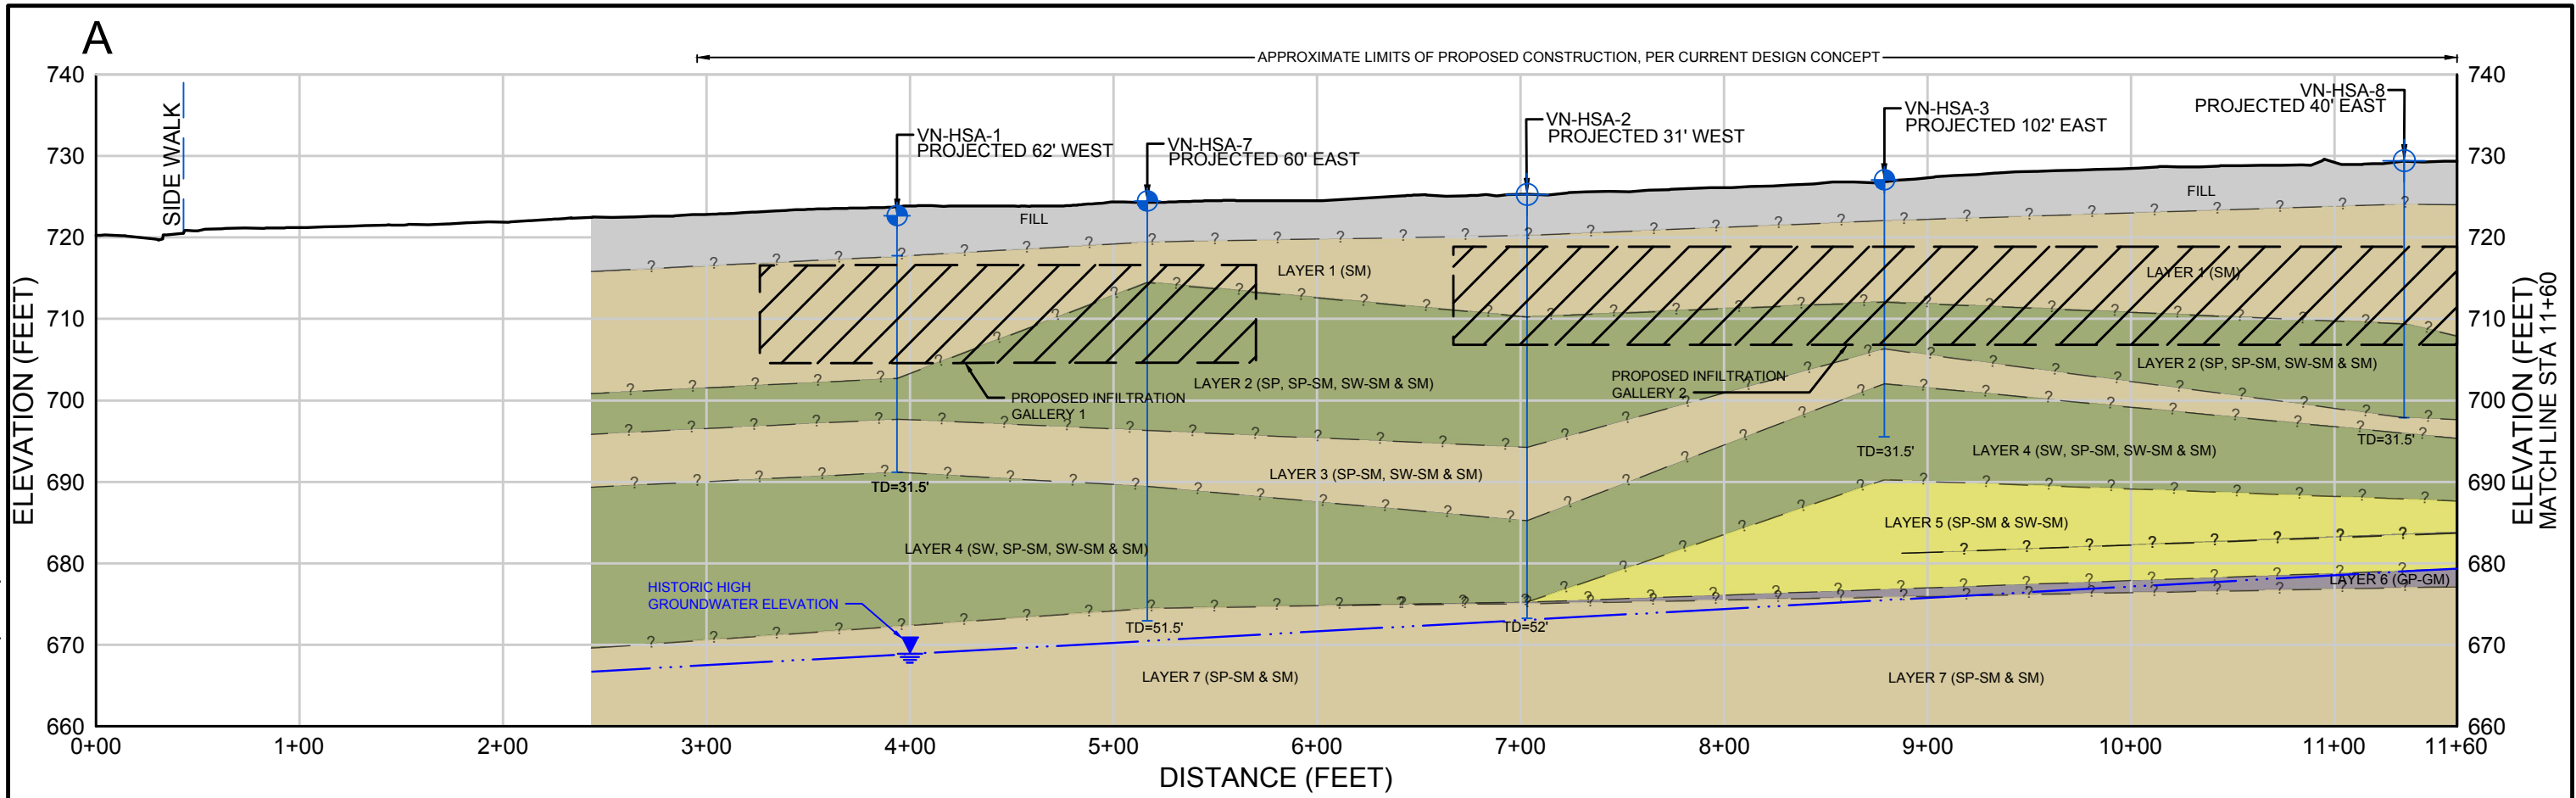 A
APPROXIMATE LIMITS OF PROPOSED CONSTRUCTION, PER CURRENT DESIGN CONCEPT
740
730
720
710
700
690
680
670
660
ELEVATION (FEET)
SIDE WALK
VN-HSA-1
PROJECTED 62' WEST
VN-HSA-7
PROJECTED 60' EAST
VN-HSA-2
PROJECTED 31' WEST
VN-HSA-3
PROJECTED 102' EAST
VN-HSA-8
PROJECTED 40' EAST
FILL
FILL
LAYER 1 (SM)
LAYER 1 (SM)
LAYER 2 (SP, SP-SM, SW-SM & SM)
LAYER 2 (SP, SP-SM, SW-SM & SM)
PROPOSED INFILTRATION
GALLERY 1
PROPOSED INFILTRATION
GALLERY 2
LAYER 3 (SP-SM, SW-SM & SM)
TD=31.5'
TD=31.5'
TD=31.5'
LAYER 4 (SW, SP-SM, SW-SM & SM)
LAYER 4 (SW, SP-SM, SW-SM & SM)
LAYER 5 (SP-SM & SW-SM)
LAYER 6 (GP-GM)
HISTORIC HIGH
GROUNDWATER ELEVATION
TD=51.5'
TD=52'
LAYER 7 (SP-SM & SM)
LAYER 7 (SP-SM & SM)
740
730
720
710
700
690
680
670
660
ELEVATION (FEET)
MATCH LINE STA 11+60
0+00 1+00 2+00 3+00 4+00 5+00 6+00 7+00 8+00 9+00 10+00 11+00 11+60
DISTANCE (FEET)